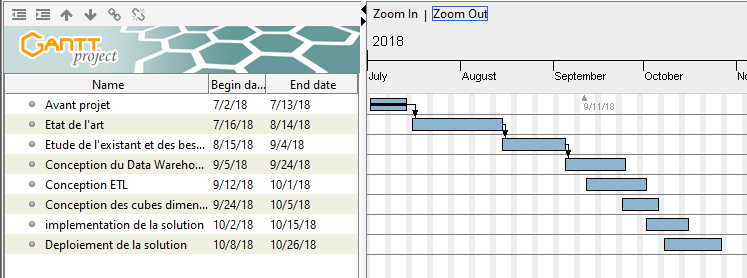 Zoom In | Zoom Out
GANTT
project
2018
Name Begin da... End date
July August September October No
Avant projet 7/2/18 7/13/18
9/11/18
Etat de l'art 7/16/18 8/14/18
Etude de l'existant et des bes... 8/15/18 9/4/18
Conception du Data Wareho... 9/5/18 9/24/18
Conception ETL 9/12/18 10/1/18
Conception des cubes dimen... 9/24/18 10/5/18
implementation de la solution 10/2/18 10/15/18
Deploiement de la solution 10/8/18 10/26/18